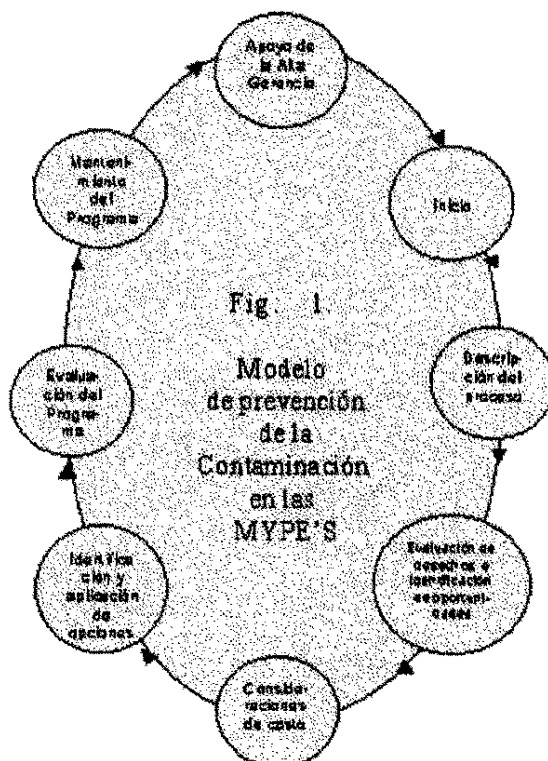 Apoyo de
la Alta
Gerencia
Inicio
Descrip-
ción del
proceso
Evaluación de
desechos e
identificación
de oportuni-
dades
Conside-
raciones
de costo
Identifica
ción y
aplicación
de
opciones
Evalua-
ción del
Progra-
ma
Manteni-
miento
del
Programa
Fig. 1.
Modelo
de prevención
de la
Contaminación
en las
MYPE'S